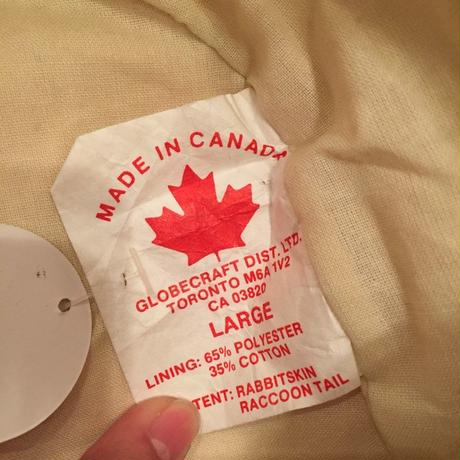 MADE IN CANADA
GLOBECRAFT DIST. LTD.
TORONTO M6A 1V2
CA 03820
LARGE
LINING: 65% POLYESTER
35% COTTON
TENT: RABBITSKIN
RACCOON TAIL